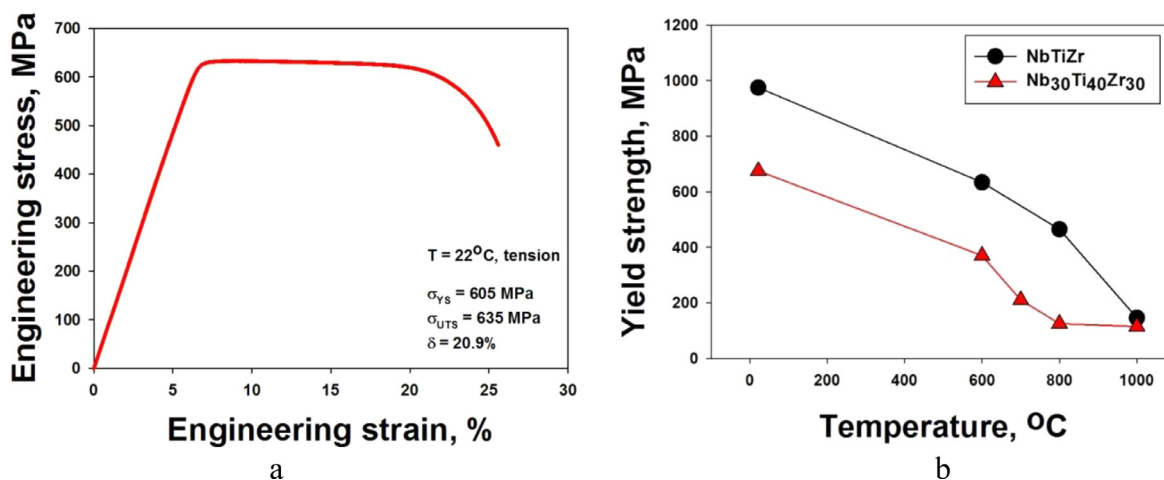 Engineering stress, MPa
700
600
500
400
300
200
100
0
0 5 10 15 20 25 30
Engineering strain, %
T = 22ºC, tension
σYS = 605 MPa
σUTS = 635 MPa
δ = 20.9%
a
Yield strength, MPa
1200
1000
800
600
400
200
0
0 200 400 600 800 1000
Temperature, ºC
NbTiZr
Nb30Ti40Zr30
b